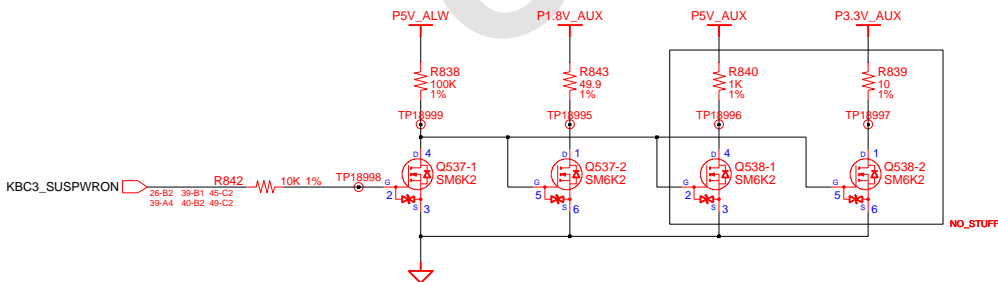 P5V_ALW
P1.8V_AUX
P5V_AUX
P3.3V_AUX
R838
100K
1%
R843
49.9
1%
R840
1K
1%
R839
10
1%
TP18999
TP18995
TP18996
TP18997
D 4
Q537-1
SM6K2
G
2
S
3
D 1
Q537-2
SM6K2
G
5
S
6
D 4
Q538-1
SM6K2
G
2
S
3
D 1
Q538-2
SM6K2
G
5
S
6
KBC3_SUSPWRON
R842
10K 1%
TP18998
26-B2 39-B1 45-C2
39-A4 40-B2 49-C2
NO_STUFF